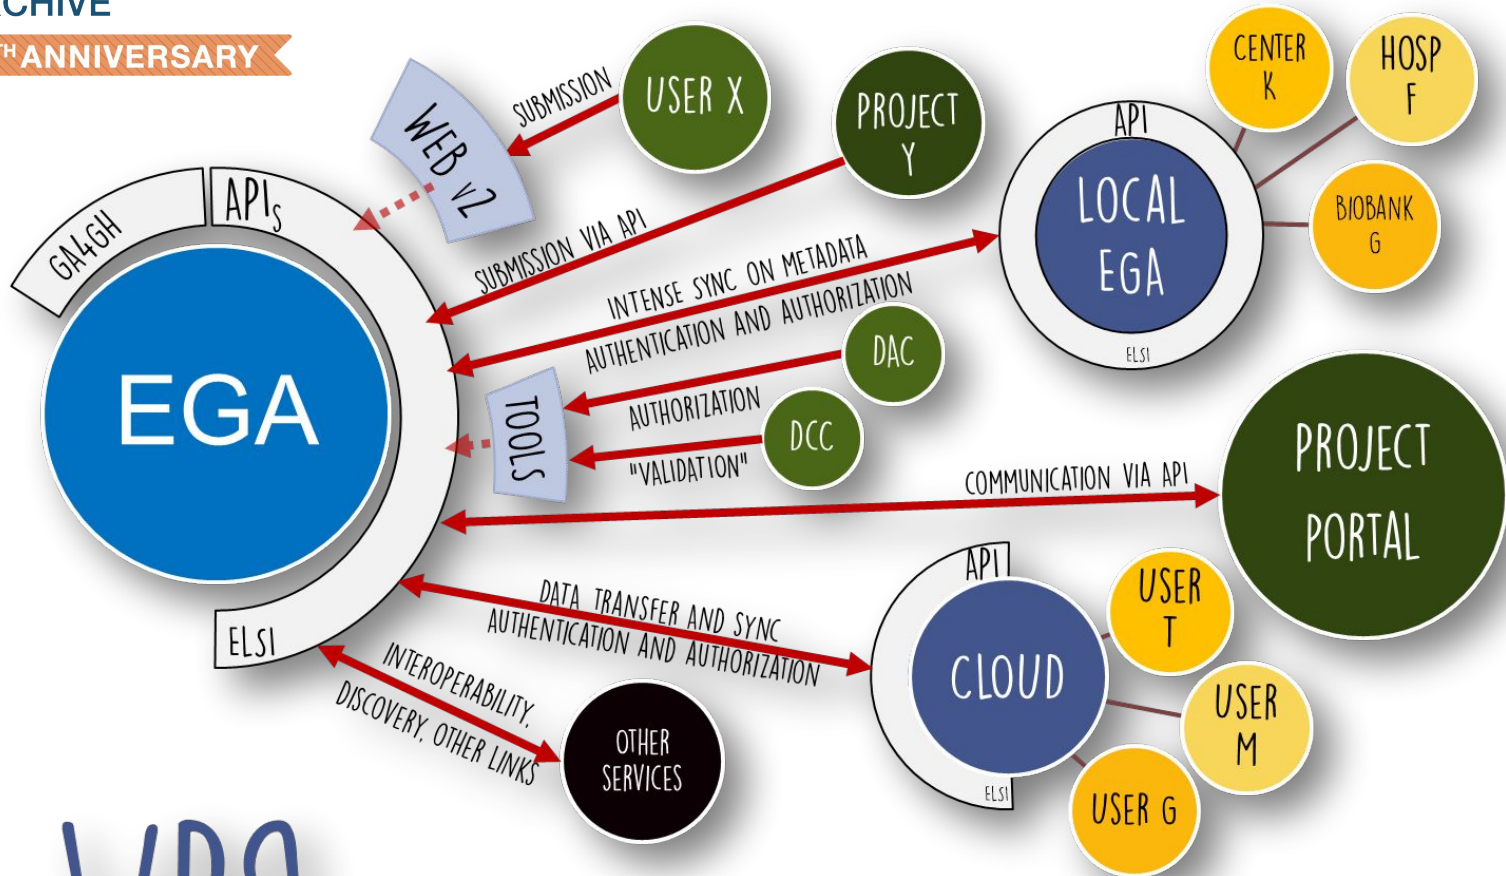 ARCHIVE
TH ANNIVERSARY
GA4GH
APIS
EGA
ELSI
WEB V2
SUBMISSION
USER X
PROJECT
Y
SUBMISSION VIA API
INTENSE SYNC ON METADATA
AUTHENTICATION AND AUTHORIZATION
API
LOCAL
EGA
ELSI
CENTER
K
HOSP
F
BIOBANK
G
TOOLS
AUTHORIZATION
DAC
"VALIDATION"
DCC
COMMUNICATION VIA API
PROJECT
PORTAL
DATA TRANSFER AND SYNC
AUTHENTICATION AND AUTHORIZATION
API
CLOUD
ELSI
USER
T
USER
M
USER G
INTEROPERABILITY,
DISCOVERY, OTHER LINKS
OTHER
SERVICES